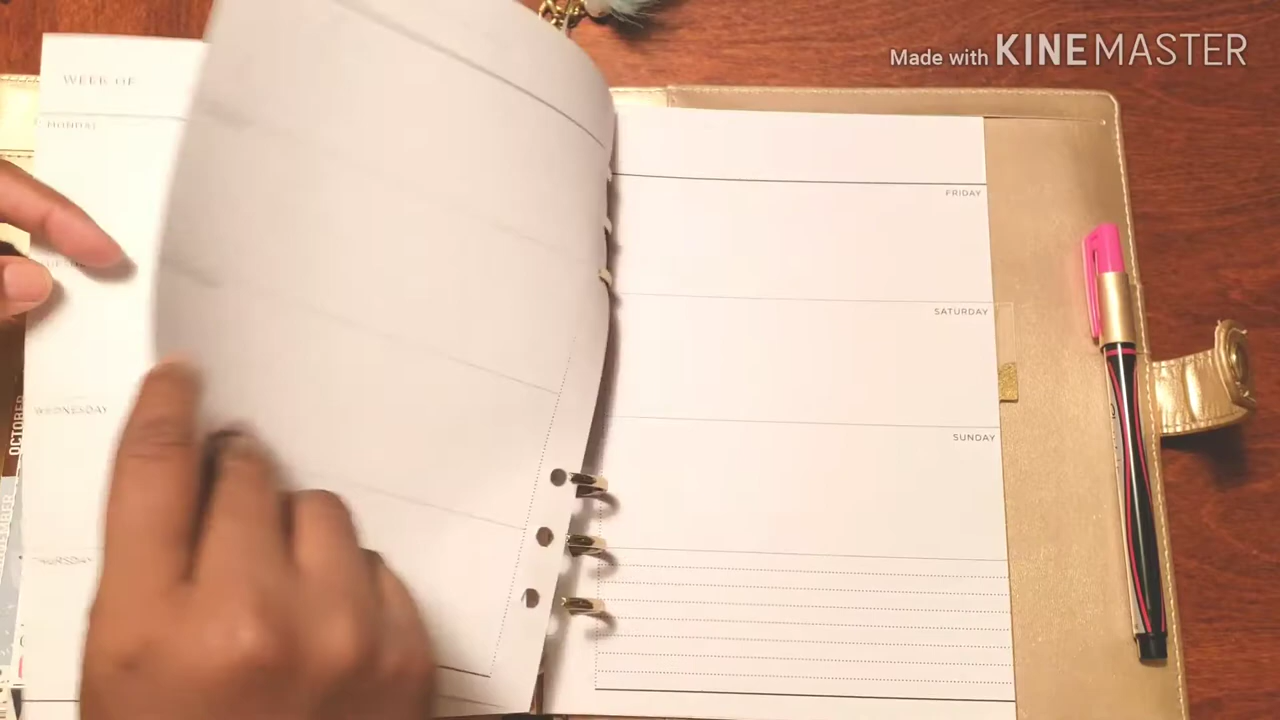 Made with KINEMASTER
WEEK OF
MONDAY
WEDNESDAY
THURSDAY
OCTOBER
FRIDAY
SATURDAY
SUNDAY